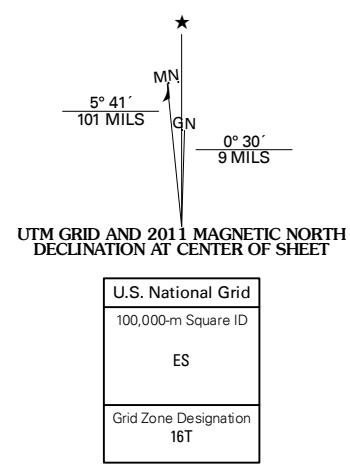 ★
MN
5° 41´
101 MILS
GN
0° 30´
9 MILS
UTM GRID AND 2011 MAGNETIC NORTH
DECLINATION AT CENTER OF SHEET
U.S. National Grid
100,000-m Square ID
ES
Grid Zone Designation
16T